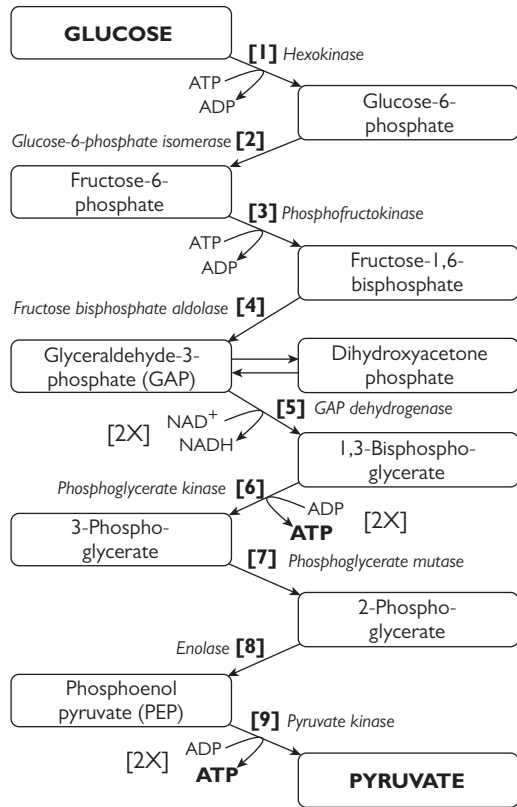 GLUCOSE
[1] Hexokinase
ATP
ADP
Glucose-6-
phosphate
Glucose-6-phosphate isomerase [2]
Fructose-6-
phosphate
[3] Phosphofructokinase
ATP
ADP
Fructose-1,6-
bisphosphate
Fructose bisphosphate aldolase [4]
Glyceraldehyde-3-
phosphate (GAP)
Dihydroxyacetone
phosphate
[5] GAP dehydrogenase
[2X]
NAD+
NADH
1,3-Bisphospho-
glycerate
Phosphoglycerate kinase [6]
ADP
ATP
[2X]
3-Phospho-
glycerate
[7] Phosphoglycerate mutase
2-Phospho-
glycerate
Enolase [8]
Phosphoenol
pyruvate (PEP)
[9] Pyruvate kinase
[2X]
ADP
ATP
PYRUVATE